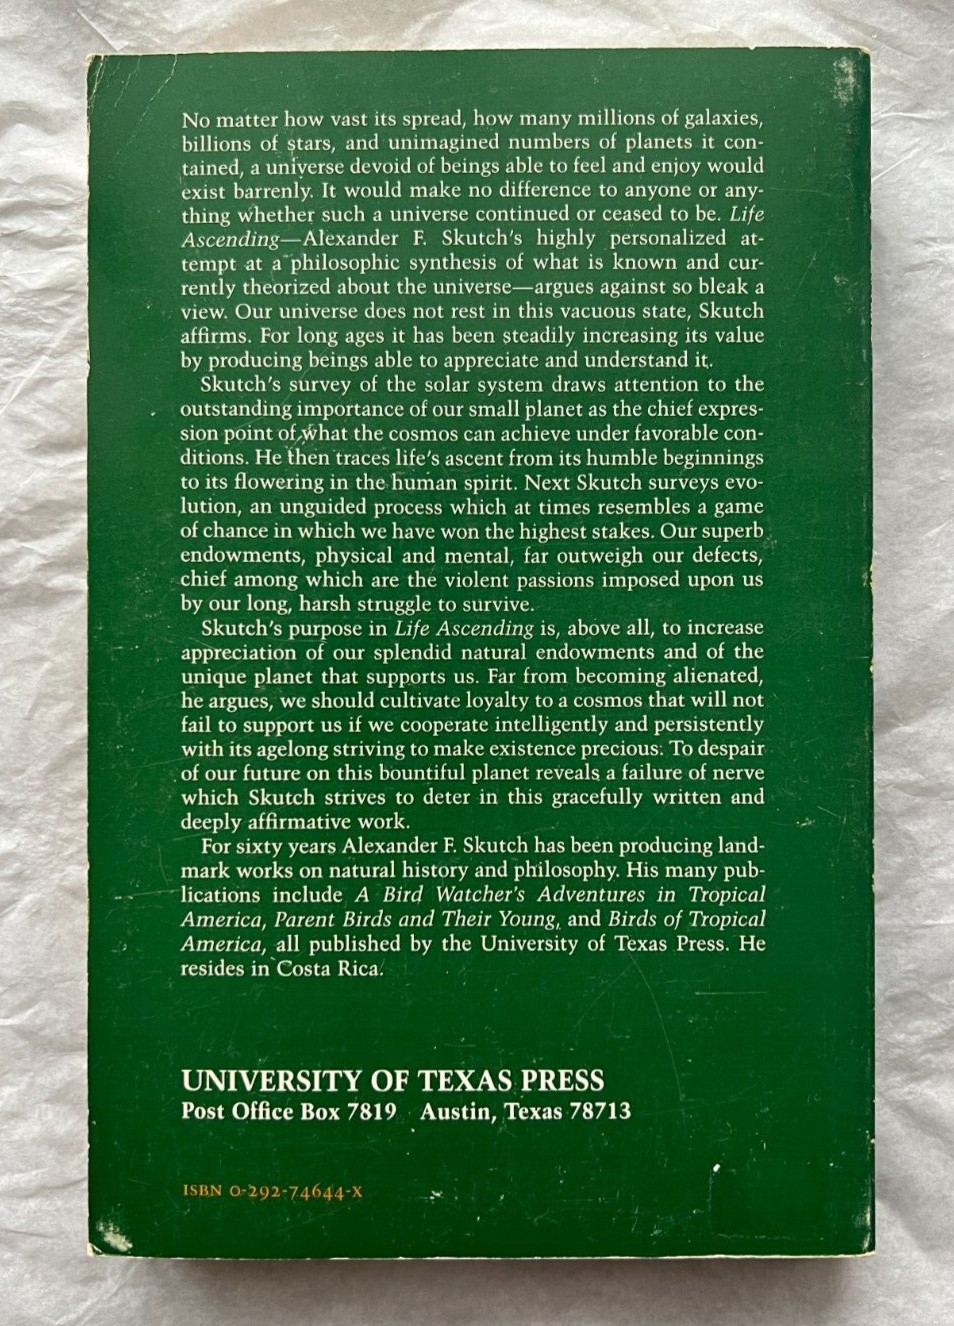 No matter how vast its spread, how many millions of galaxies,
billions of stars, and unimagined numbers of planets it con-
tained, a universe devoid of beings able to feel and enjoy would
exist barrenly. It would make no difference to anyone or any-
thing whether such a universe continued or ceased to be. Life
Ascending—Alexander F. Skutch's highly personalized at-
tempt at a philosophic synthesis of what is known and cur-
rently theorized about the universe—argues against so bleak a
view. Our universe does not rest in this vacuous state, Skutch
affirms. For long ages it has been steadily increasing its value
by producing beings able to appreciate and understand it.
Skutch's survey of the solar system draws attention to the
outstanding importance of our small planet as the chief expres-
sion point of what the cosmos can achieve under favorable con-
ditions. He then traces life's ascent from its humble beginnings
to its flowering in the human spirit. Next Skutch surveys evo-
lution, an unguided process which at times resembles a game
of chance in which we have won the highest stakes. Our superb
endowments, physical and mental, far outweigh our defects,
chief among which are the violent passions imposed upon us
by our long, harsh struggle to survive.
Skutch's purpose in Life Ascending is, above all, to increase
appreciation of our splendid natural endowments and of the
unique planet that supports us. Far from becoming alienated,
he argues, we should cultivate loyalty to a cosmos that will not
fail to support us if we cooperate intelligently and persistently
with its agelong striving to make existence precious. To despair
of our future on this bountiful planet reveals a failure of nerve
which Skutch strives to deter in this gracefully written and
deeply affirmative work.
For sixty years Alexander F. Skutch has been producing land-
mark works on natural history and philosophy. His many pub-
lications include A Bird Watcher's Adventures in Tropical
America, Parent Birds and Their Young, and Birds of Tropical
America, all published by the University of Texas Press. He
resides in Costa Rica.
UNIVERSITY OF TEXAS PRESS
Post Office Box 7819 Austin, Texas 78713
ISBN 0-292-74644-X